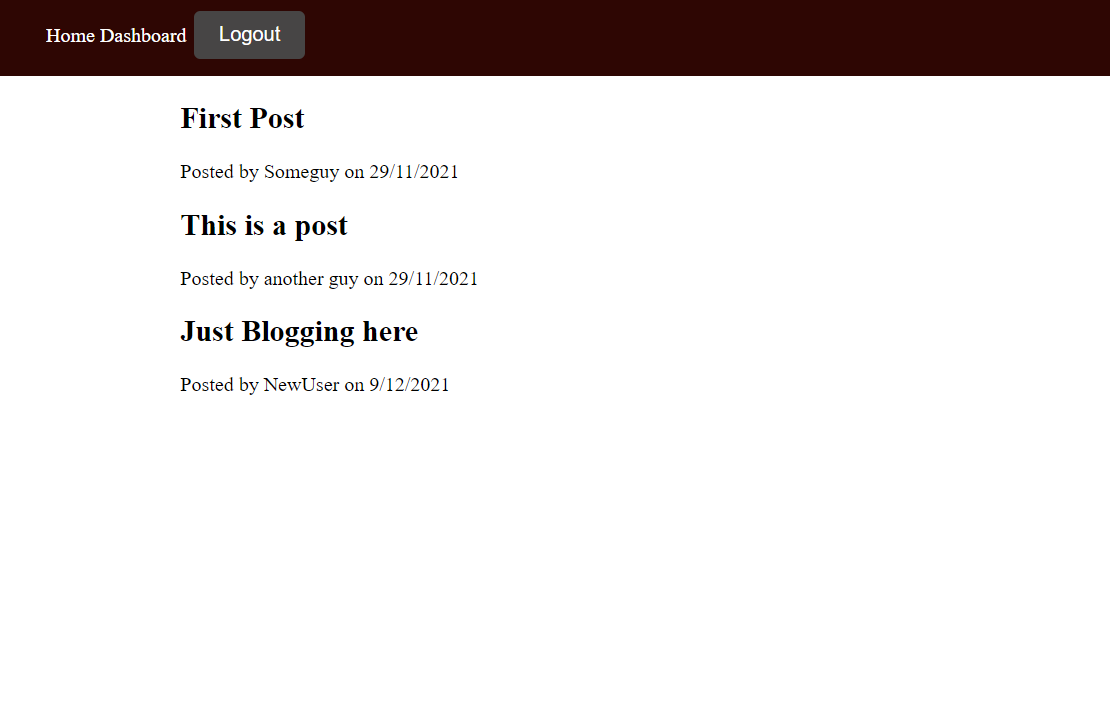 Home Dashboard Logout
First Post
Posted by Someguy on 29/11/2021
This is a post
Posted by another guy on 29/11/2021
Just Blogging here
Posted by NewUser on 9/12/2021